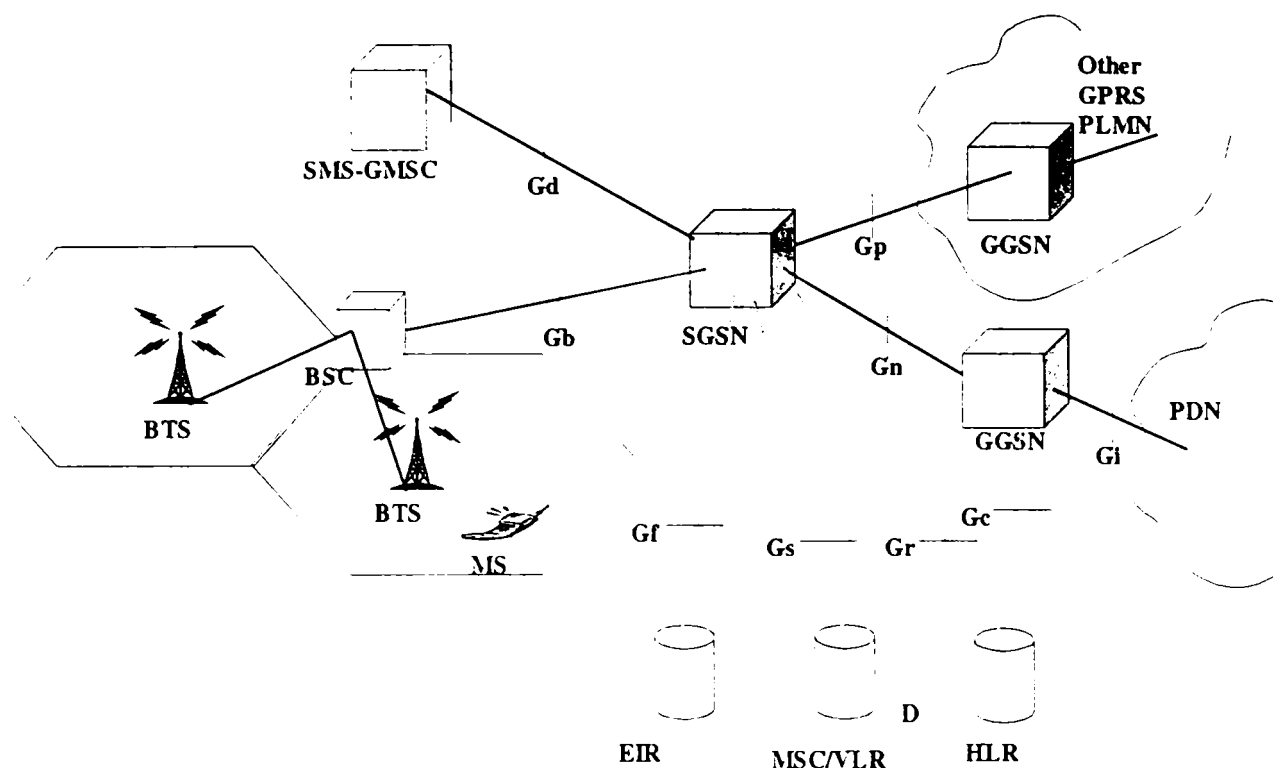 Other
GPRS
PLMN
SMS-GMSC
Gd
Gp
GGSN
SGSN
Gb
Gn
BSC
BTS
PDN
GGSN
Gi
BTS
MS
Gf
Gs
Gr
Gc
D
EIR
MSC/VLR
HLR